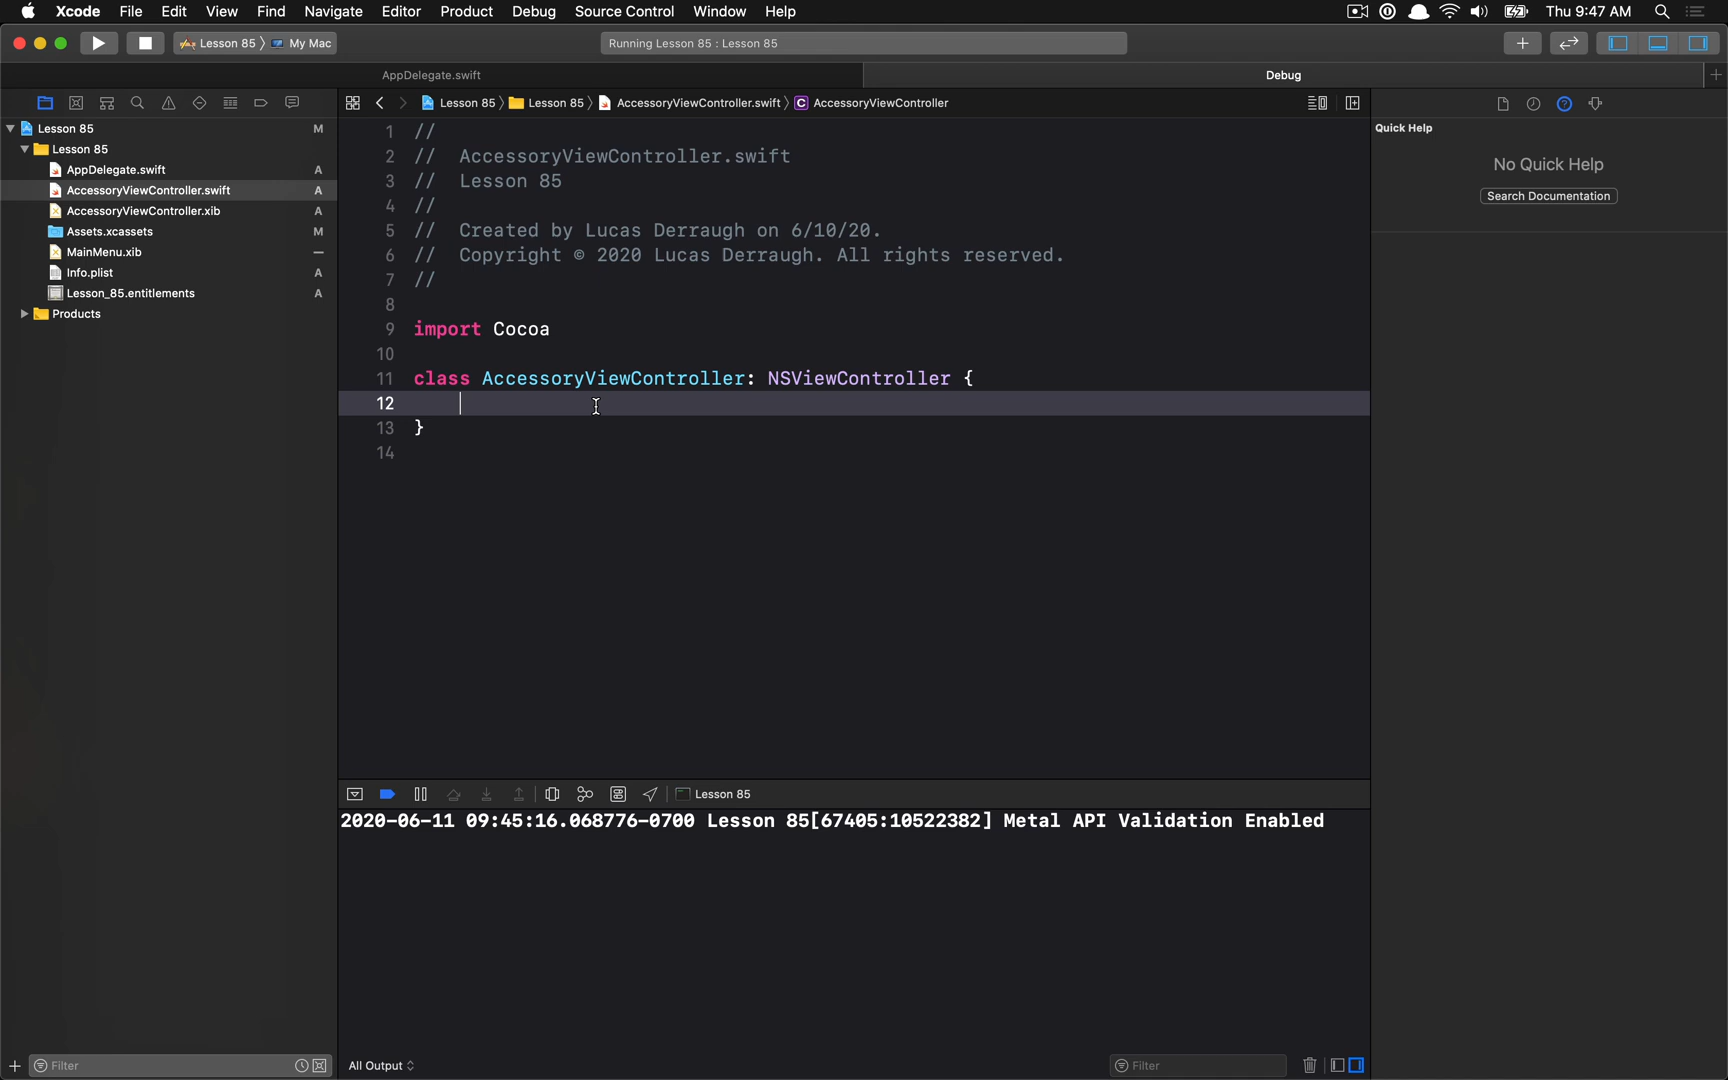 Xcode File Edit View Find Navigate Editor Product Debug Source Control Window Help Thu 9:47 AM
Lesson 85 My Mac Running Lesson 85 : Lesson 85
AppDelegate.swift Debug
Lesson 85 Lesson 85 AccessoryViewController.swift C AccessoryViewController
Lesson 85 M
Lesson 85
AppDelegate.swift A
AccessoryViewController.swift A
AccessoryViewController.xib A
Assets.xcassets M
MainMenu.xib
Info.plist A
Lesson_85.entitlements A
Products
1 //
2 // AccessoryViewController.swift
3 // Lesson 85
4 //
5 // Created by Lucas Derraugh on 6/10/20.
6 // Copyright © 2020 Lucas Derraugh. All rights reserved.
7 //
8
9 import Cocoa
10
11 class AccessoryViewController: NSViewController {
12
13 }
14
Quick Help
No Quick Help
Search Documentation
Lesson 85
2020-06-11 09:45:16.068776-0700 Lesson 85[67405:10522382] Metal API Validation Enabled
Filter
All Output
Filter